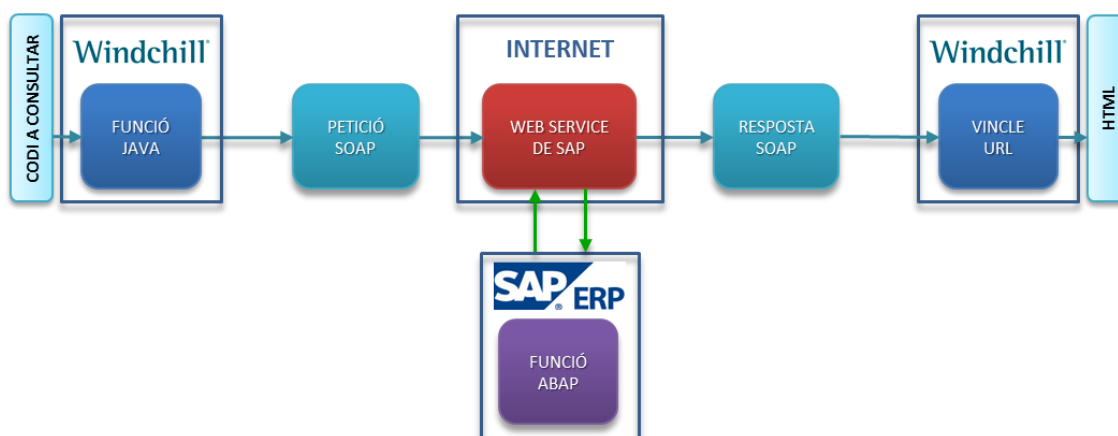 CODI A CONSULTAR
Windchill®
FUNCIÓ
JAVA
PETICIÓ
SOAP
INTERNET
WEB SERVICE
DE SAP
RESPOSTA
SOAP
Windchill®
VINCLE
URL
HTML
SAP® ERP
FUNCIÓ
ABAP